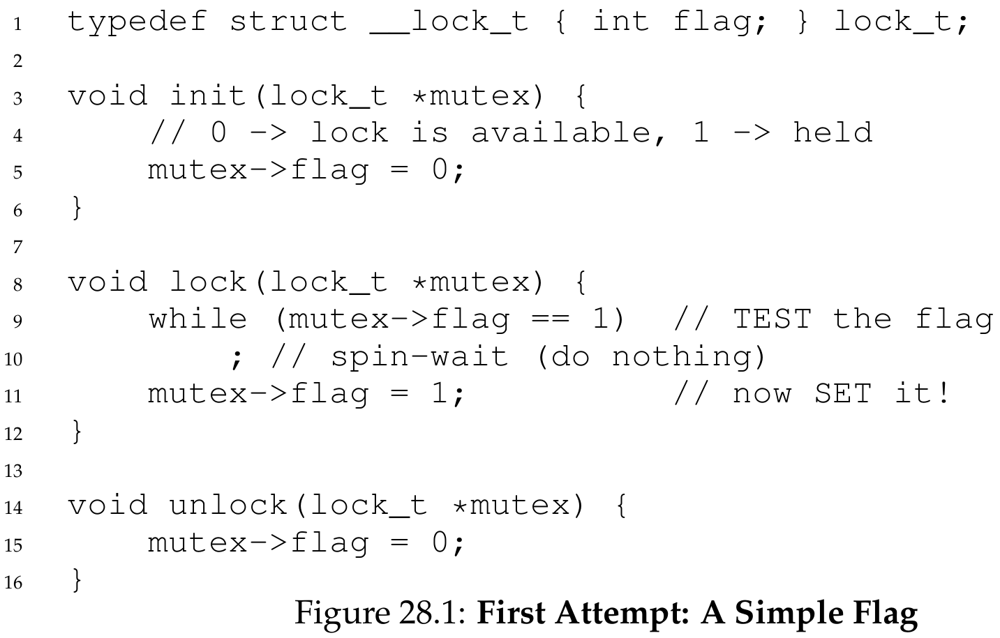 1 typedef struct __lock_t { int flag; } lock_t;
2
3 void init(lock_t *mutex) {
4 // 0 -> lock is available, 1 -> held
5 mutex->flag = 0;
6 }
7
8 void lock(lock_t *mutex) {
9 while (mutex->flag == 1) // TEST the flag
10 ; // spin-wait (do nothing)
11 mutex->flag = 1; // now SET it!
12 }
13
14 void unlock(lock_t *mutex) {
15 mutex->flag = 0;
16 }
Figure 28.1: First Attempt: A Simple Flag